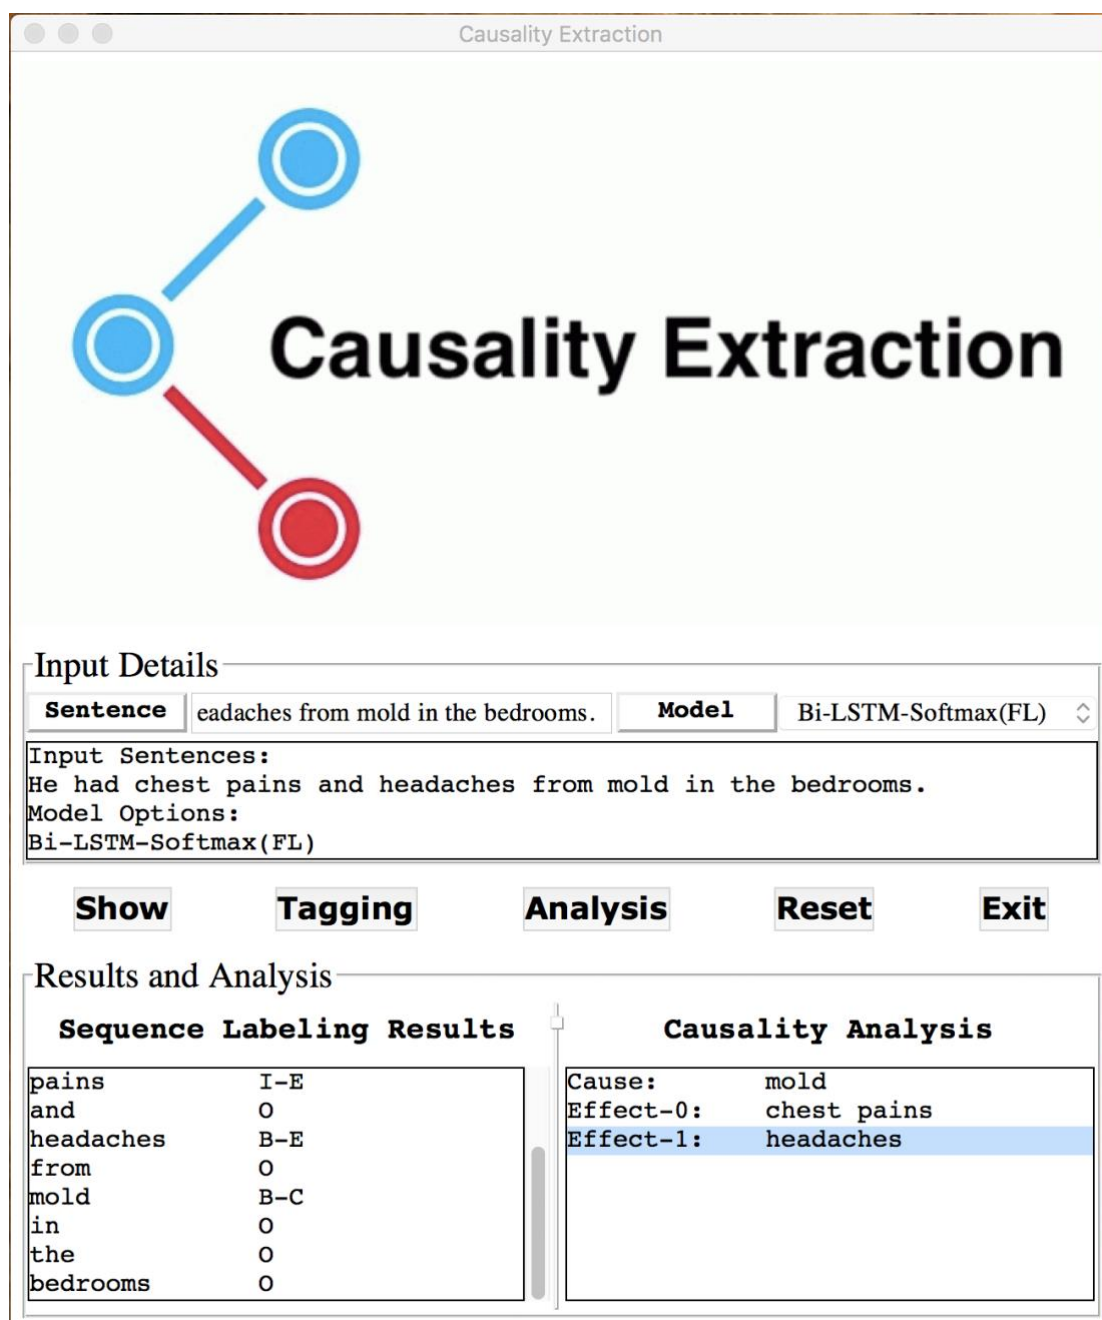 Causality Extraction
Causality Extraction
Input Details
Sentence eadaches from mold in the bedrooms. Model Bi-LSTM-Softmax(FL)
Input Sentences:
He had chest pains and headaches from mold in the bedrooms.
Model Options:
Bi-LSTM-Softmax(FL)
Show Tagging Analysis Reset Exit
Results and Analysis
Sequence Labeling Results
pains I-E
and O
headaches B-E
from O
mold B-C
in O
the O
bedrooms O
Causality Analysis
Cause: mold
Effect-0: chest pains
Effect-1: headaches